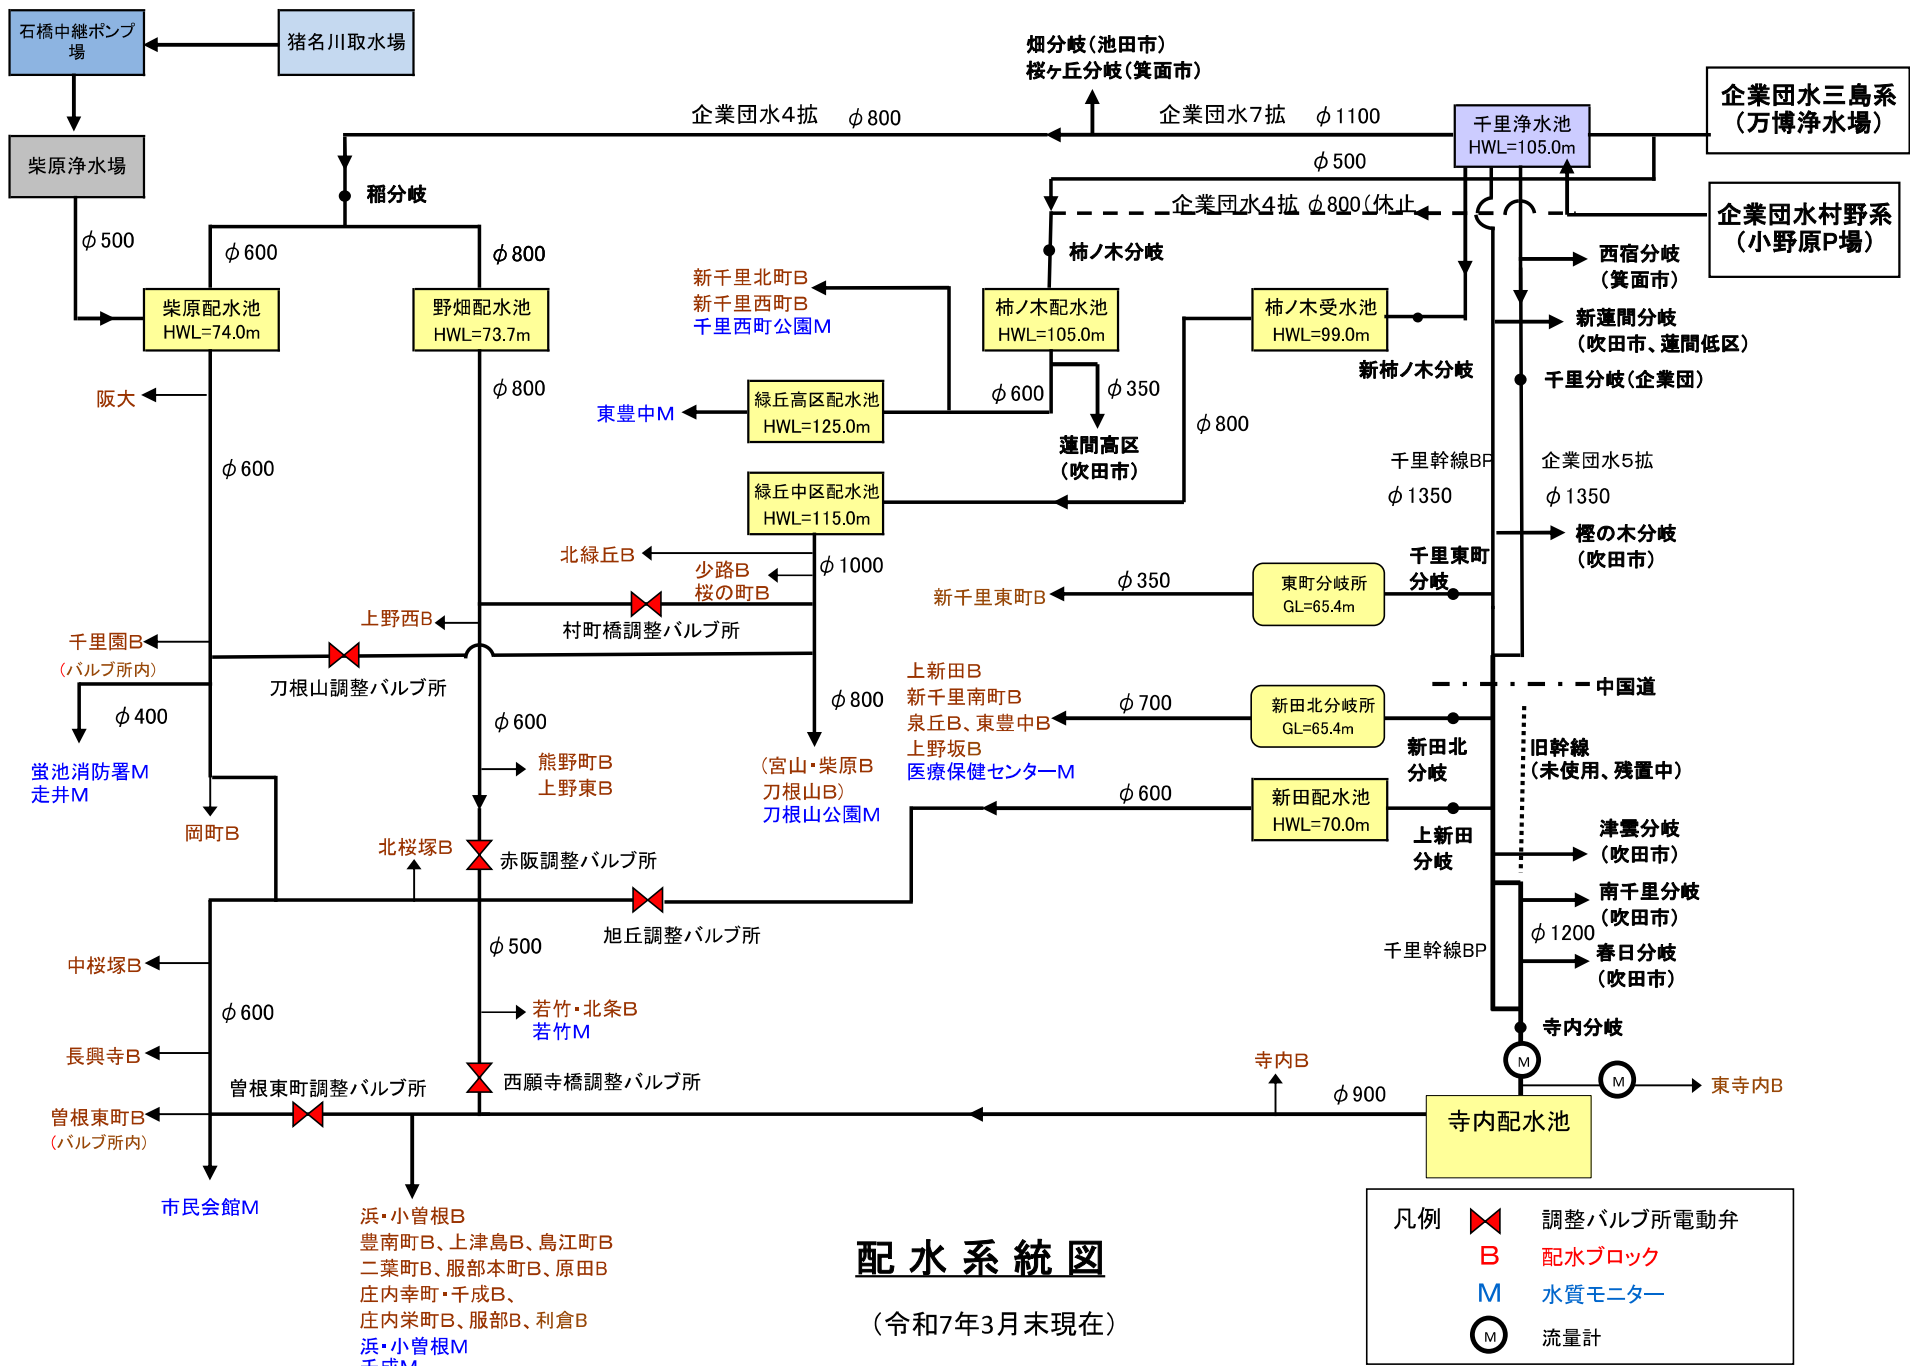 石橋中継ポンプ
場
猪名川取水場
柴原浄水場
畑分岐(池田市)
桜ヶ丘分岐(箕面市)
企業団水4拡
φ800
企業団水7拡
φ1100
千里浄水池
HWL=105.0m
企業団水三島系
(万博浄水場)
企業団水村野系
(小野原P場)
φ500
企業団水4拡 φ800(休止
稲分岐
φ500
φ600
φ800
柿ノ木分岐
西宿分岐
(箕面市)
新千里北町B
新千里西町B
千里西町公園M
柴原配水池
HWL=74.0m
野畑配水池
HWL=73.7m
柿ノ木配水池
HWL=105.0m
柿ノ木受水池
HWL=99.0m
新蓮間分岐
(吹田市、蓮間低区)
新柿ノ木分岐
千里分岐(企業団)
阪大
φ800
φ600
φ350
東豊中M
緑丘高区配水池
HWL=125.0m
φ800
蓮間高区
(吹田市)
φ600
千里幹線BP
φ1350
企業団水5拡
φ1350
緑丘中区配水池
HWL=115.0m
樫の木分岐
(吹田市)
北緑丘B
少路B
桜の町B
φ1000
千里東町
分岐
新千里東町B
φ350
東町分岐所
GL=65.4m
上野西B
村町橋調整バルブ所
千里園B
(バルブ所内)
刀根山調整バルブ所
上新田B
新千里南町B
泉丘B、東豊中B
上野坂B
医療保健センターM
φ700
新田北分岐所
GL=65.4m
中国道
φ400
φ600
φ800
新田北
分岐
旧幹線
(未使用、残置中)
蛍池消防署M
走井M
熊野町B
上野東B
(宮山・柴原B
刀根山B)
刀根山公園M
φ600
新田配水池
HWL=70.0m
岡町B
北桜塚B
赤阪調整バルブ所
上新田
分岐
津雲分岐
(吹田市)
南千里分岐
(吹田市)
旭丘調整バルブ所
φ500
φ1200
千里幹線BP
春日分岐
(吹田市)
中桜塚B
φ600
若竹・北条B
若竹M
寺内分岐
長興寺B
M
曽根東町調整バルブ所
西願寺橋調整バルブ所
寺内B
φ900
M
東寺内B
曽根東町B
(バルブ所内)
寺内配水池
市民会館M
浜・小曽根B
豊南町B、上津島B、島江町B
二葉町B、服部本町B、原田B
庄内幸町・千成B、
庄内栄町B、服部B、利倉B
浜・小曽根M
千成M
配水系統図
(令和7年3月末現在)
凡例
調整バルブ所電動弁
B 配水ブロック
M 水質モニター
M 流量計